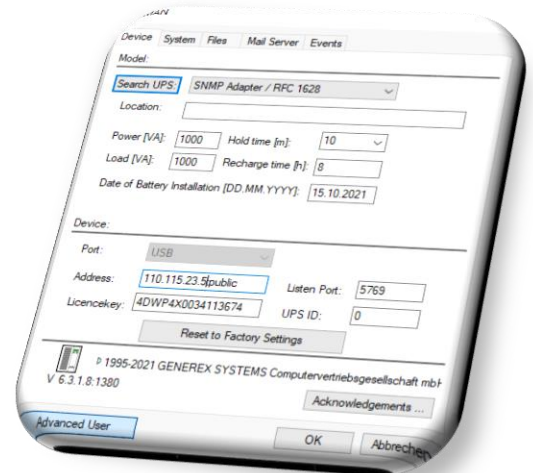 MAN
Device System Files Mail Server Events
Model:
Search UPS: SNMP Adapter / RFC 1628
Location:
Power [VA]: 1000 Hold time [m]: 10
Load [VA]: 1000 Recharge time [h]: 8
Date of Battery Installation [DD.MM.YYYY]: 15.10.2021
Device:
Port: USB
Address: 110.115.23.5|public Listen Port: 5769
Licencekey: 4DWP4X0034113674 UPS ID: 0
Reset to Factory Settings
1995-2021 GENEREX SYSTEMS Computervertriebsgesellschaft mbH
V 6.3.1.8:1380
Acknowledgements ...
Advanced User OK Abbrechen